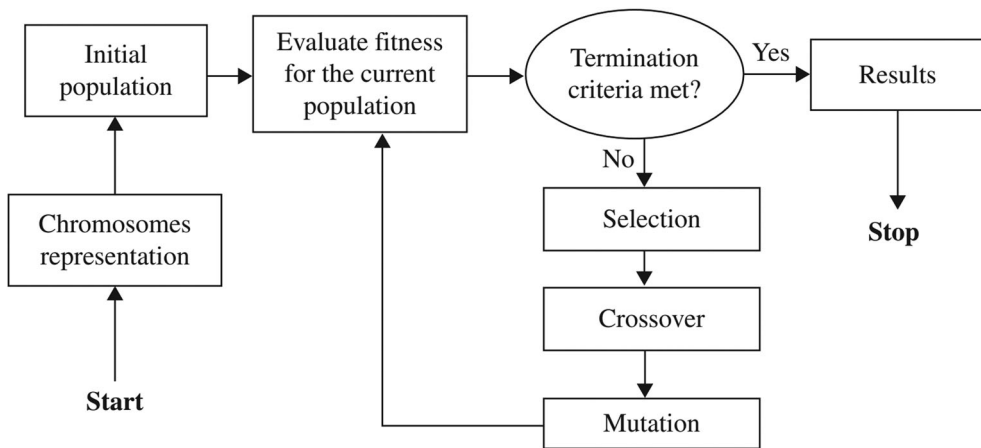 Start
Chromosomes
representation
Initial
population
Evaluate fitness
for the current
population
Termination
criteria met?
Yes
Results
Stop
No
Selection
Crossover
Mutation